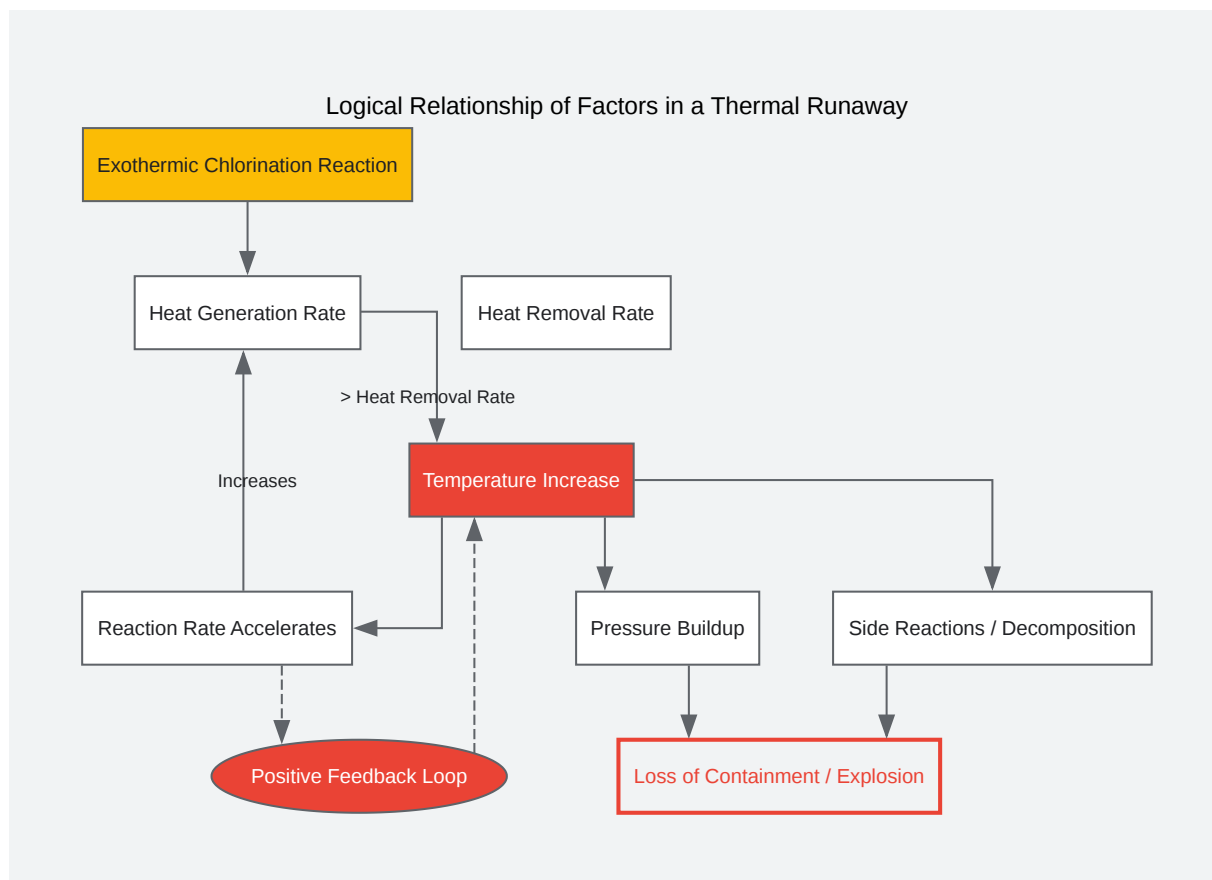 Logical Relationship of Factors in a Thermal Runaway
Exothermic Chlorination Reaction
Heat Generation Rate
Heat Removal Rate
> Heat Removal Rate
Temperature Increase
Increases
Reaction Rate Accelerates
Pressure Buildup
Side Reactions / Decomposition
Positive Feedback Loop
Loss of Containment / Explosion